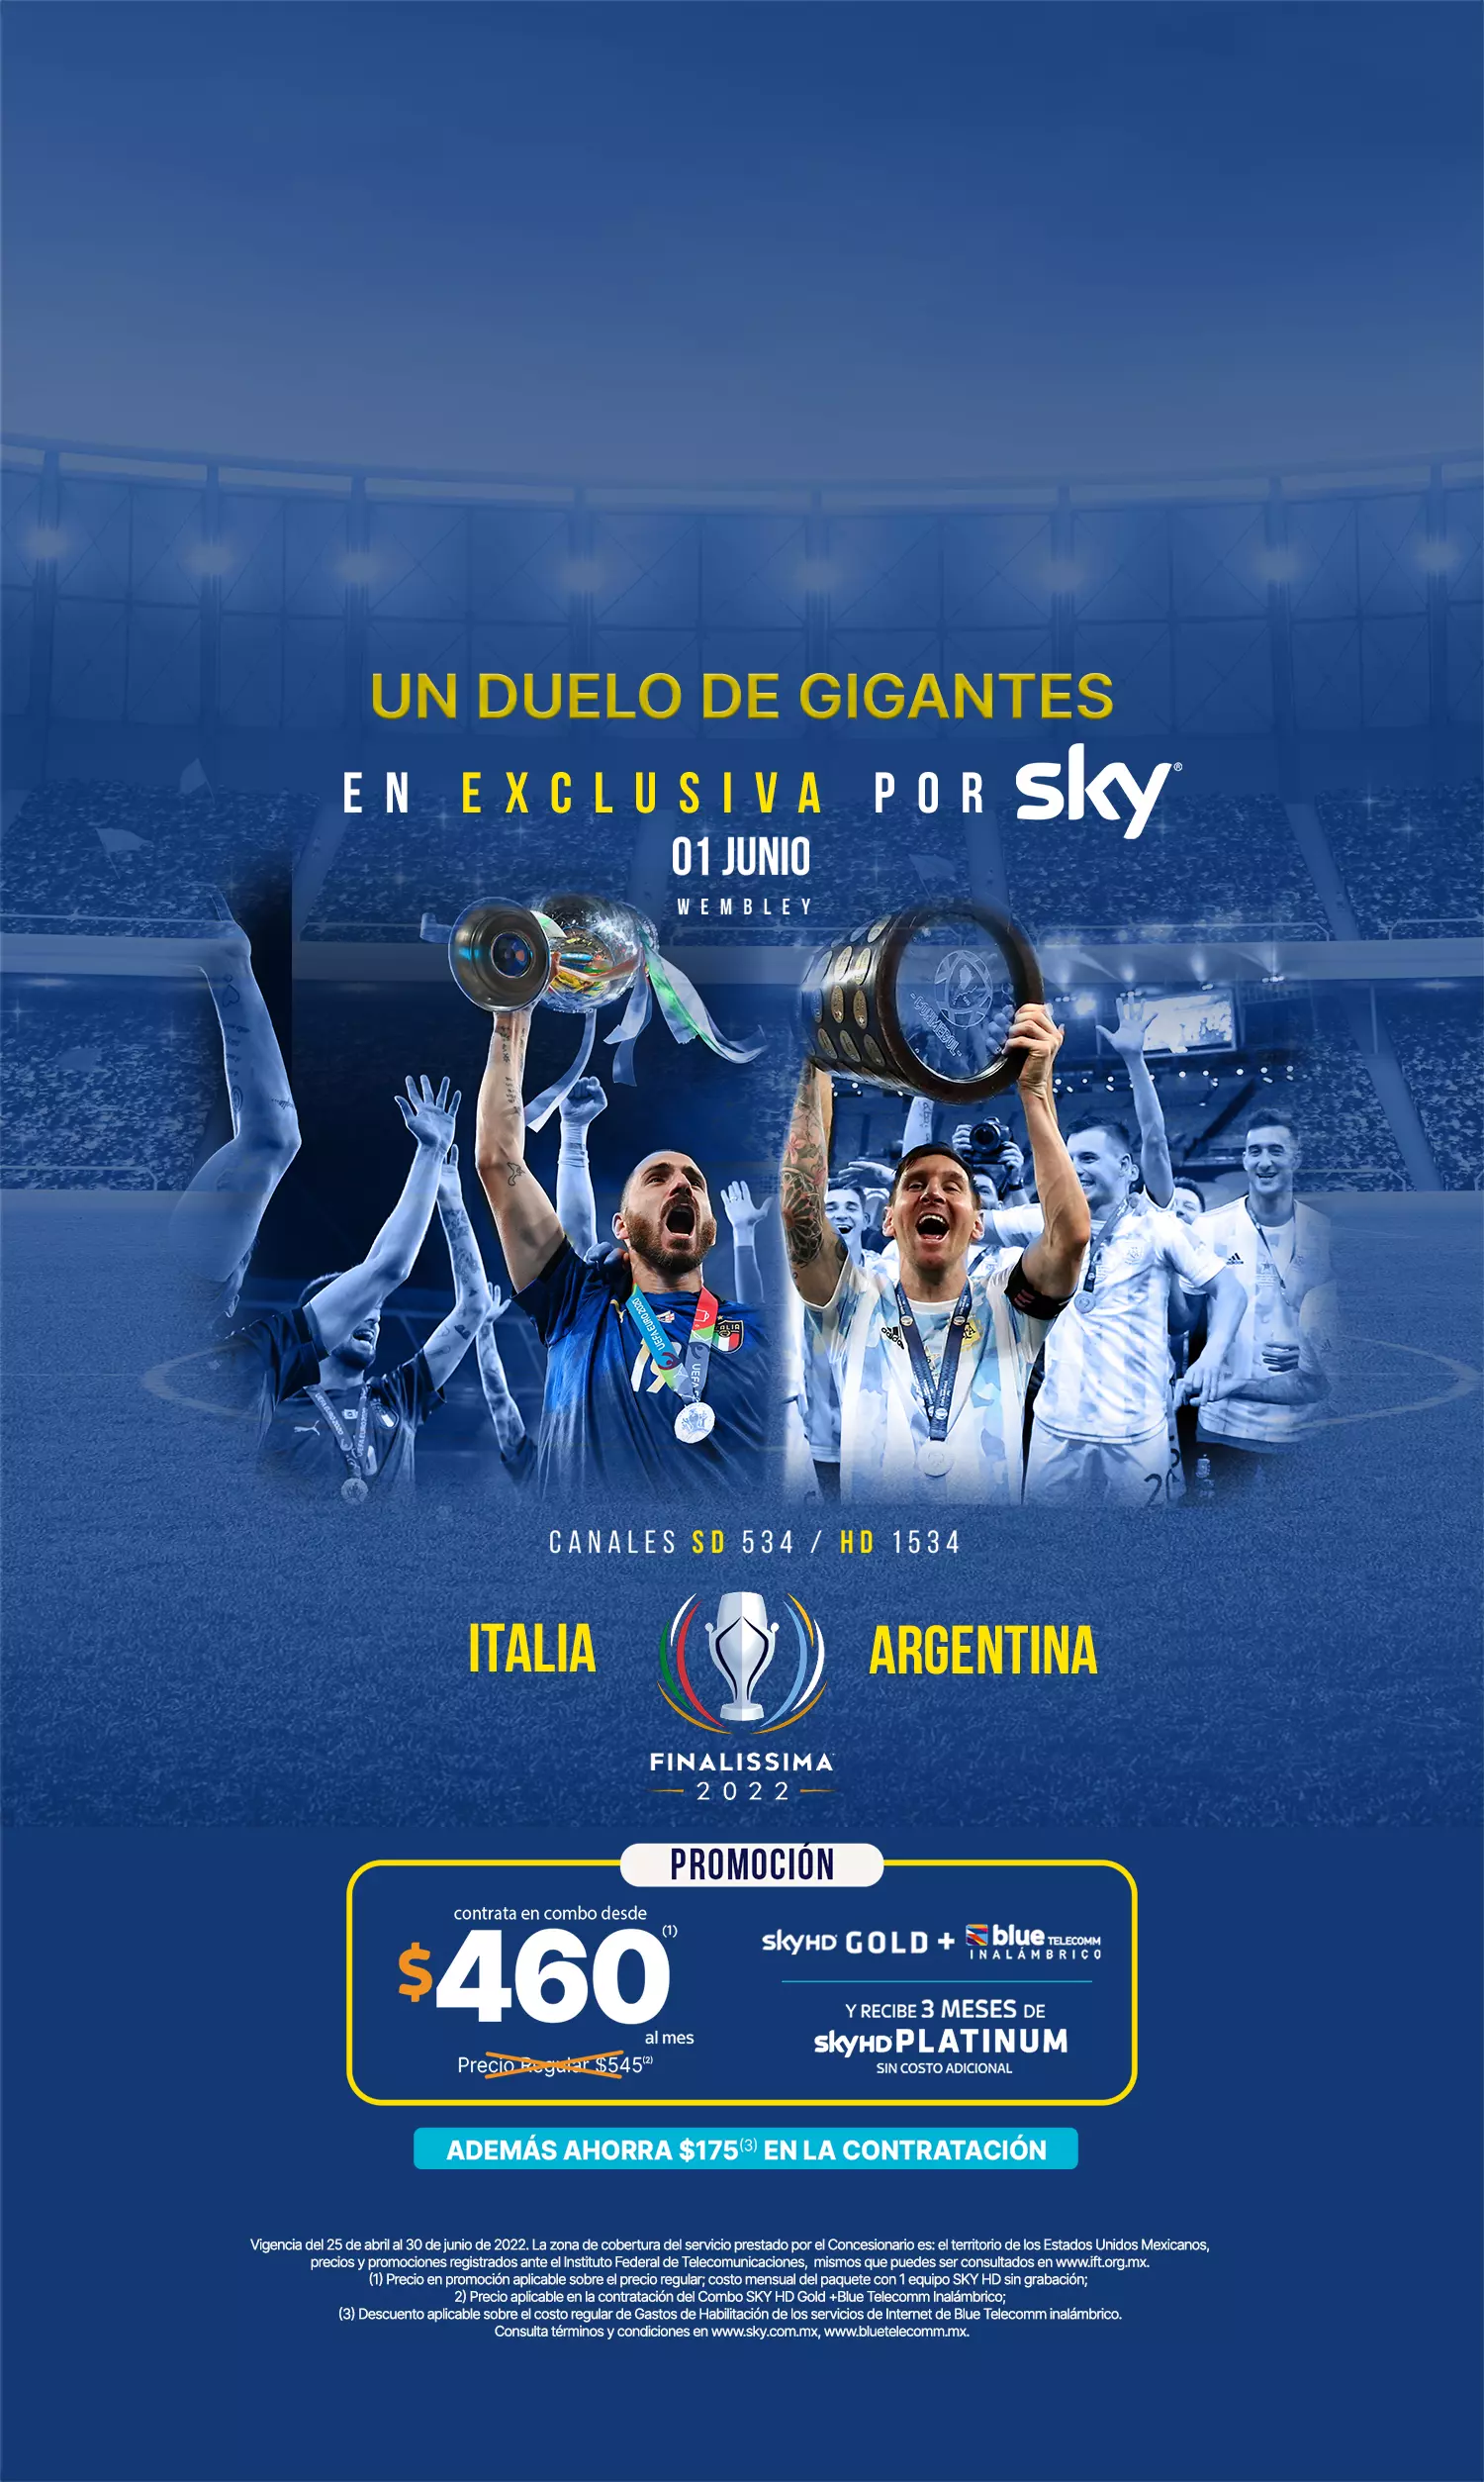 UN DUELO DE GIGANTES
EN EXCLUSIVA POR sky®
01 JUNIO
WEMBLEY
CONMEBOL
UEFA EURO2020
UEFA
ITALIA
19
UEFA EURO2020
CANALES SD 534 / HD 1534
ITALIA
ARGENTINA
FINALISSIMA
2022
PROMOCIÓN
contrata en combo desde
$460(1)
al mes
Precio Regular $545(2)
skyHD GOLD + blue TELECOMM
INALÁMBRICO
Y RECIBE 3 MESES DE
skyHD PLATINUM
SIN COSTO ADICIONAL
ADEMÁS AHORRA $175(3) EN LA CONTRATACIÓN
Vigencia del 25 de abril al 30 de junio de 2022. La zona de cobertura del servicio prestado por el Concesionario es: el territorio de los Estados Unidos Mexicanos,
precios y promociones registrados ante el Instituto Federal de Telecomunicaciones, mismos que puedes ser consultados en www.ift.org.mx.
(1) Precio en promoción aplicable sobre el precio regular; costo mensual del paquete con 1 equipo SKY HD sin grabación;
2) Precio aplicable en la contratación del Combo SKY HD Gold +Blue Telecomm Inalámbrico;
(3) Descuento aplicable sobre el costo regular de Gastos de Habilitación de los servicios de Internet de Blue Telecomm inalámbrico.
Consulta términos y condiciones en www.sky.com.mx, www.bluetelecomm.mx.